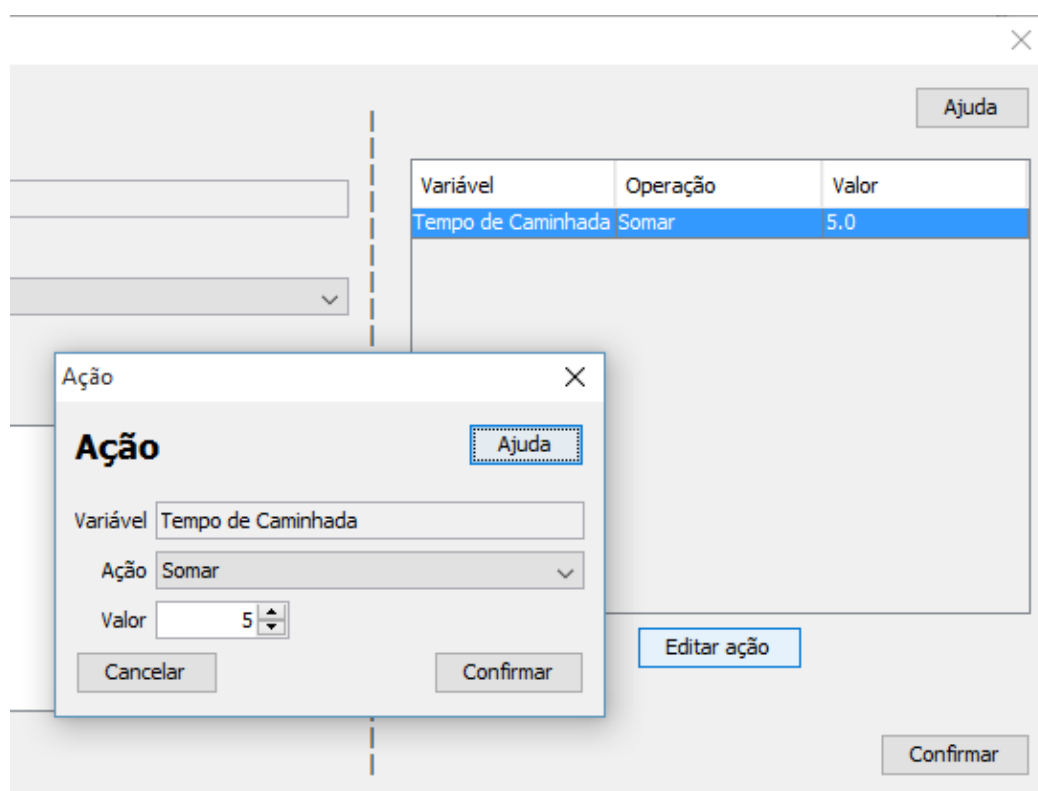 Ajuda
Variável Operação Valor
Tempo de Caminhada Somar 5.0
Ação
Ação Ajuda
Variável Tempo de Caminhada
Ação Somar
Valor 5
Cancelar Confirmar
Editar ação
Confirmar